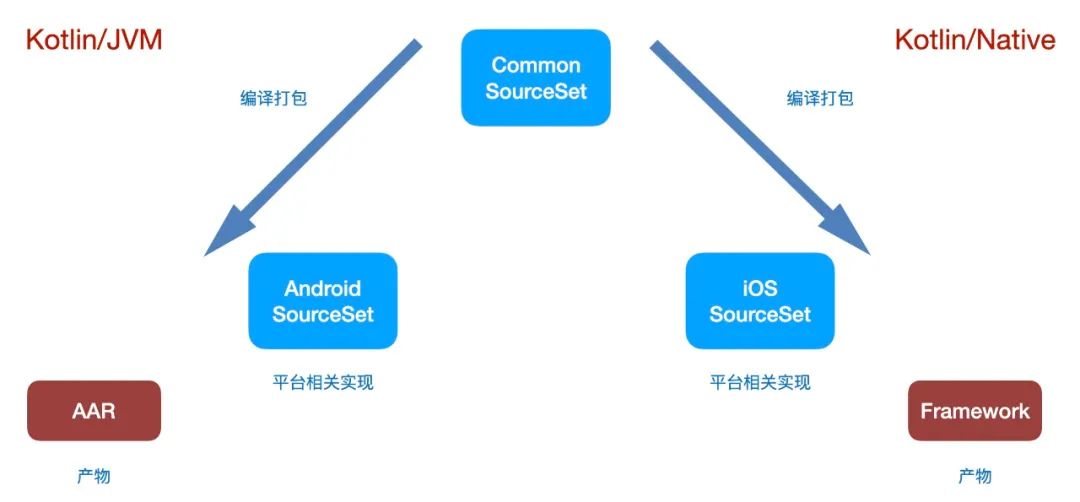 Kotlin/JVM
Common
SourceSet
Kotlin/Native
编译打包
编译打包
Android
SourceSet
iOS
SourceSet
平台相关实现
平台相关实现
AAR
Framework
产物
产物